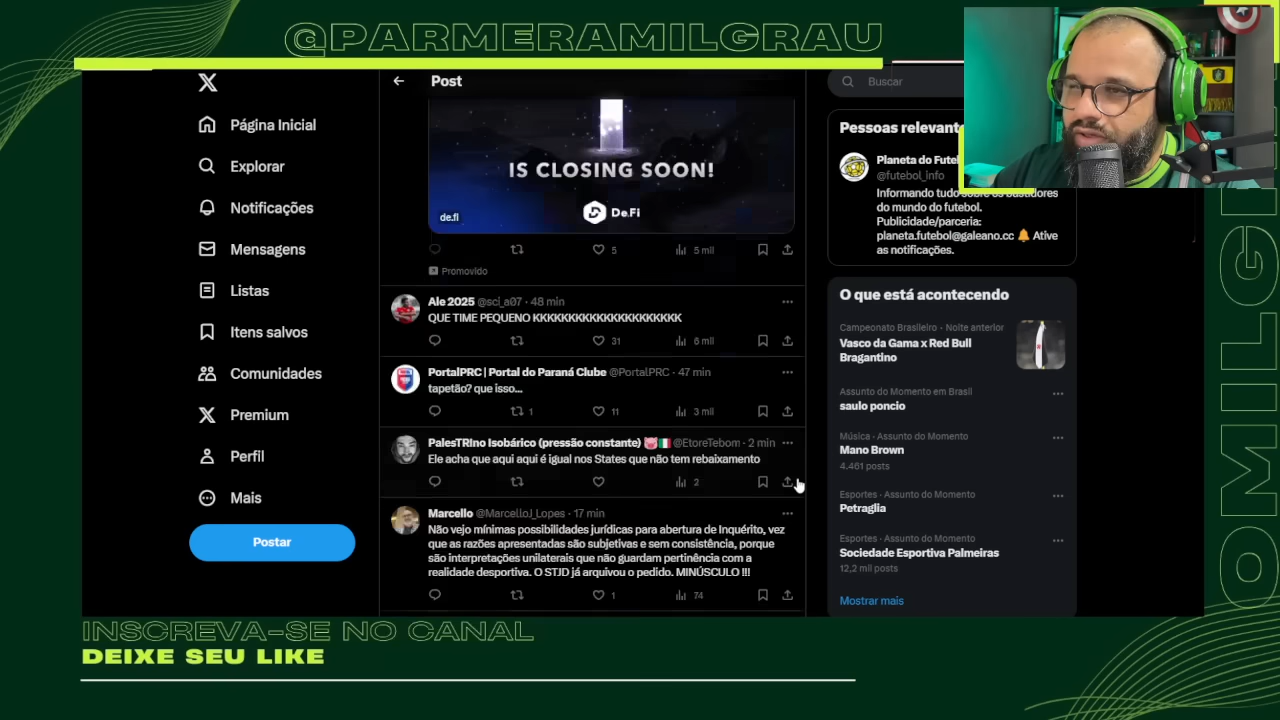 @PARMERAMILGRAU
Post
IS CLOSING SOON!
De.Fi
de.fl
5
5 mil
Promovido
Ale 2025 @sci_a07 · 48 min
QUE TIME PEQUENO KKKKKKKKKKKKKKKKKKKKK
31
6 mil
PortalPRC | Portal do Paraná Clube @PortalPRC · 47 min
tapetão? que isso...
1
11
3 mil
PalesTRIno Isobárico (pressão constante) 🐷🇮🇹 @EtoreTebom · 2 min
Ele acha que aqui aqui é igual nos States que não tem rebaixamento
2
Marcello @MarcelloJ_Lopes · 17 min
Não vejo mínimas possibilidades jurídicas para abertura de Inquérito, vez
que as razões apresentadas são subjetivas e sem consistência, porque
são interpretações unilaterais que não guardam pertinência com a
realidade desportiva. O STJD já arquivou o pedido. MINÚSCULO !!!
1
74
Página Inicial
Explorar
Notificações
Mensagens
Listas
Itens salvos
Comunidades
Premium
Perfil
Mais
Postar
Buscar
Pessoas relevant
Planeta do Futeb
@futebol_info
Informando tudo sobre os bastidores
do mundo do futebol.
Publicidade/parceria:
planeta.futebol@galeano.cc 🔔 Ative
as notificações.
O que está acontecendo
Campeonato Brasileiro · Noite anterior
Vasco da Gama x Red Bull
Bragantino
Assunto do Momento em Brasil
saulo poncio
Música · Assunto do Momento
Mano Brown
4.461 posts
Esportes · Assunto do Momento
Petraglia
Esportes · Assunto do Momento
Sociedade Esportiva Palmeiras
12,2 mil posts
Mostrar mais
INSCREVA-SE NO CANAL
DEIXE SEU LIKE
OMILG